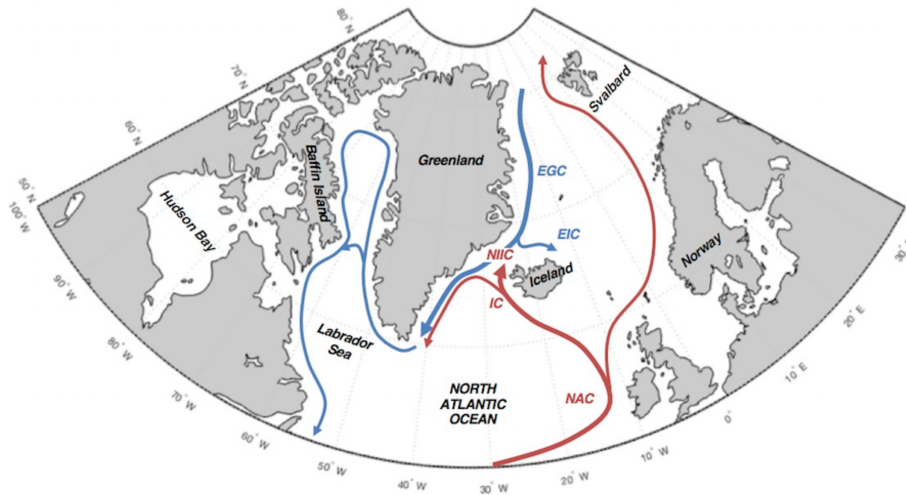 80° N
70° N
60° N
50° N
100° W
90° W
80° W
70° W
60° W
50° W
40° W
30° W
20° W
10° W
0°
10° E
20° E
Svalbard
Greenland
Baffin Island
Hudson Bay
EGC
EIC
NIIC
Iceland
IC
Norway
Labrador
Sea
NORTH
ATLANTIC
OCEAN
NAC